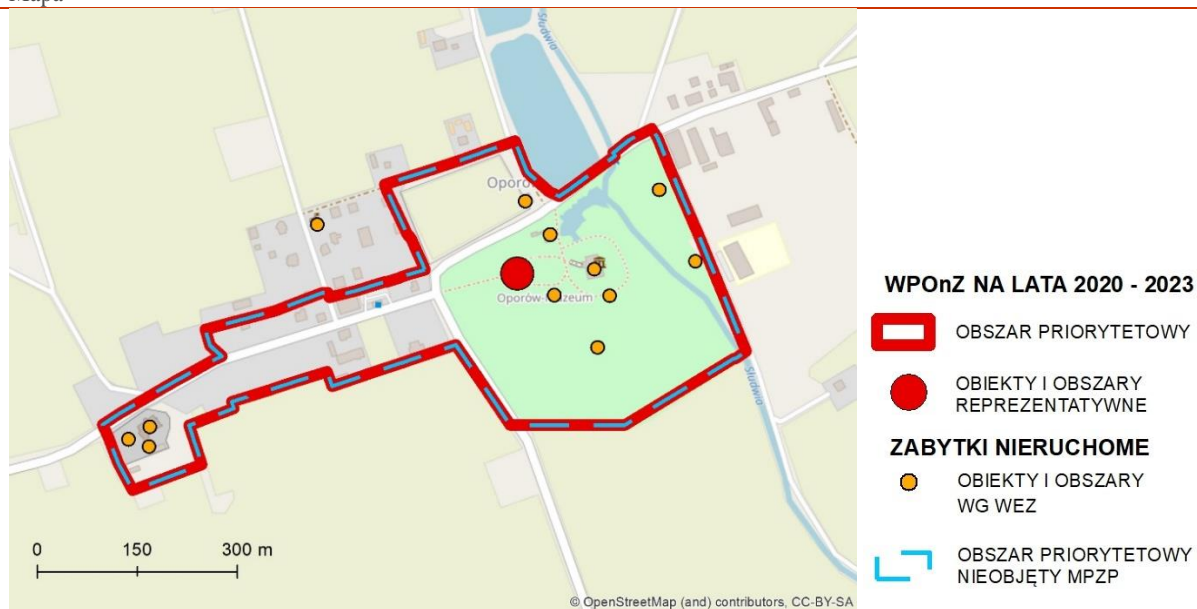 Mapa
Słudwia
Oporów
Oporów-Muzeum
Słudwia
0 150 300 m
© OpenStreetMap (and) contributors, CC-BY-SA
WPOnZ NA LATA 2020 - 2023
OBSZAR PRIORYTETOWY
OBIEKTY I OBSZARY
REPREZENTATYWNE
ZABYTKI NIERUCHOME
OBIEKTY I OBSZARY
WG WEZ
OBSZAR PRIORYTETOWY
NIEOBJĘTY MPZP